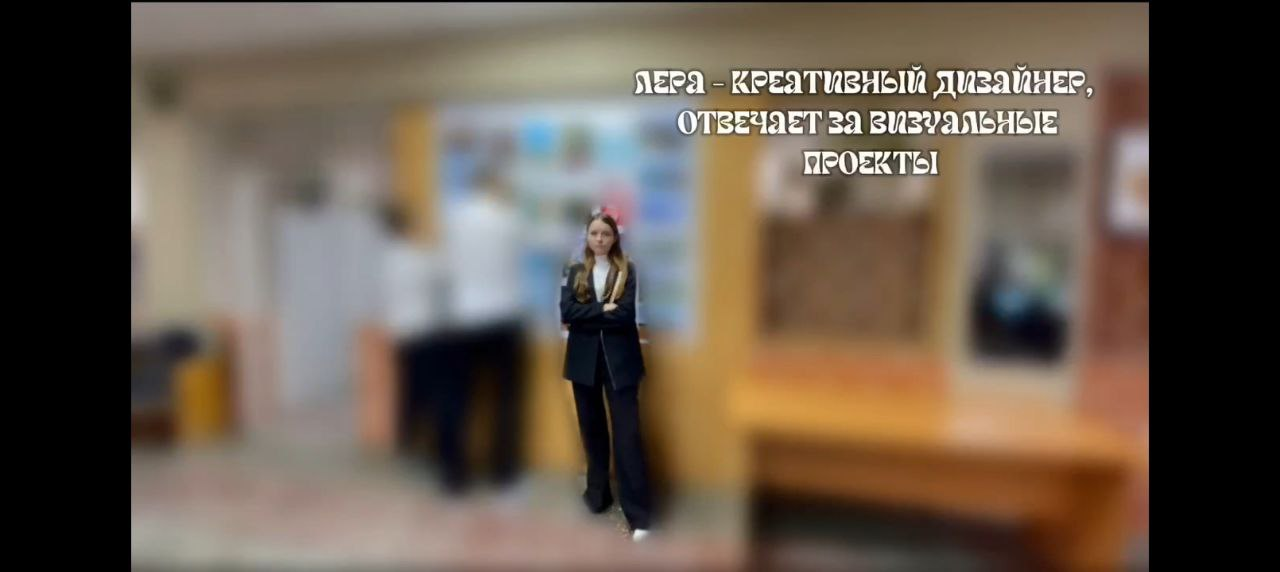 ЛЕРА - КРЕАТИВНЫЙ ДИЗАЙНЕР,
ОТВЕЧАЕТ ЗА ВИЗУАЛЬНЫЕ
ПРОЕКТЫ